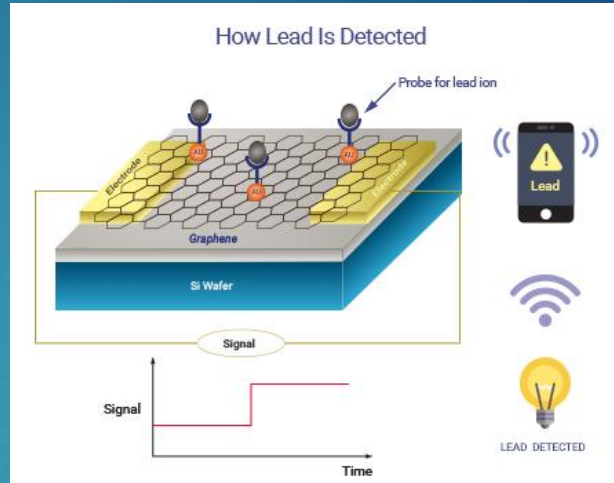 How Lead Is Detected
Probe for lead ion
AU
AU
AU
Electrode
Electrode
Graphene
Si Wafer
Signal
Signal
Time
Lead
LEAD DETECTED